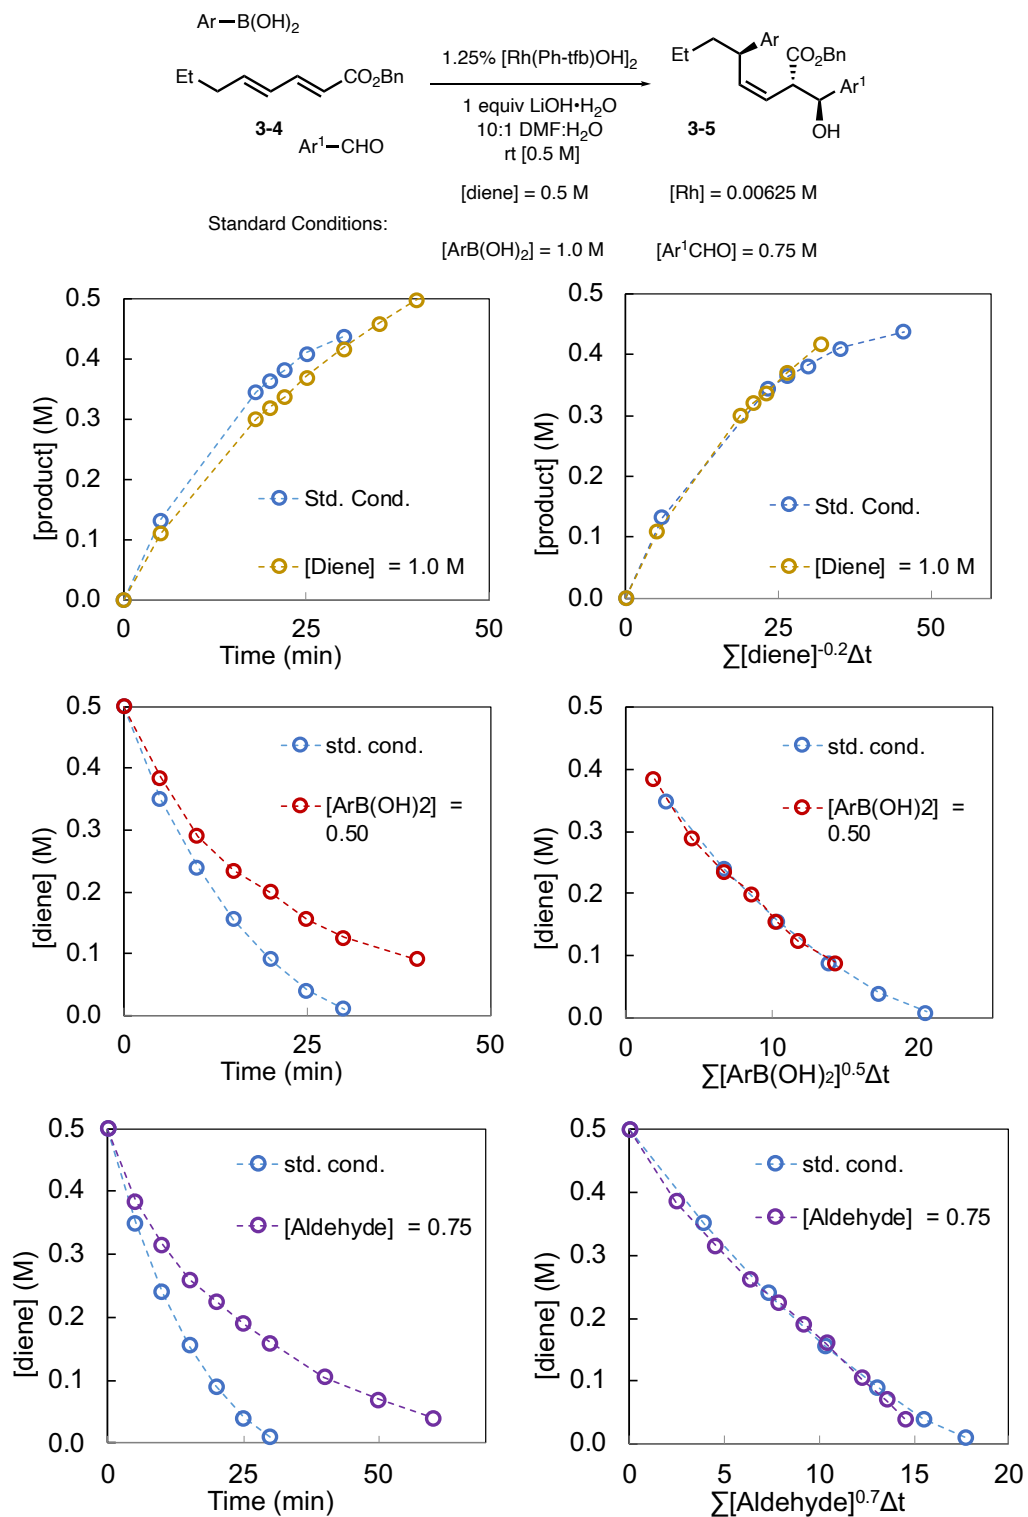 Ar—B(OH)2
Et
CO2Bn
3-4
Ar1—CHO
1.25% [Rh(Ph-tfb)OH]2
1 equiv LiOH•H2O
10:1 DMF:H2O
rt [0.5 M]
Et
Ar
CO2Bn
Ar1
OH
3-5
[diene] = 0.5 M
[Rh] = 0.00625 M
Standard Conditions:
[ArB(OH)2] = 1.0 M
[Ar1CHO] = 0.75 M
[product] (M)
0.5
0.4
0.3
0.2
0.1
0.0
Std. Cond.
[Diene] = 1.0 M
0
25
50
Time (min)
[product] (M)
0.5
0.4
0.3
0.2
0.1
0.0
Std. Cond.
[Diene] = 1.0 M
0
25
50
∑[diene]-0.2Δt
[diene] (M)
0.5
0.4
0.3
0.2
0.1
0.0
std. cond.
[ArB(OH)2] =
0.50
0
25
50
Time (min)
[diene] (M)
0.5
0.4
0.3
0.2
0.1
0.0
std. cond.
[ArB(OH)2] =
0.50
0
10
20
∑[ArB(OH)2]0.5Δt
[diene] (M)
0.5
0.4
0.3
0.2
0.1
0.0
std. cond.
[Aldehyde] = 0.75
0
25
50
Time (min)
[diene] (M)
0.5
0.4
0.3
0.2
0.1
0.0
std. cond.
[Aldehyde] = 0.75
0
5
10
15
20
∑[Aldehyde]0.7Δt